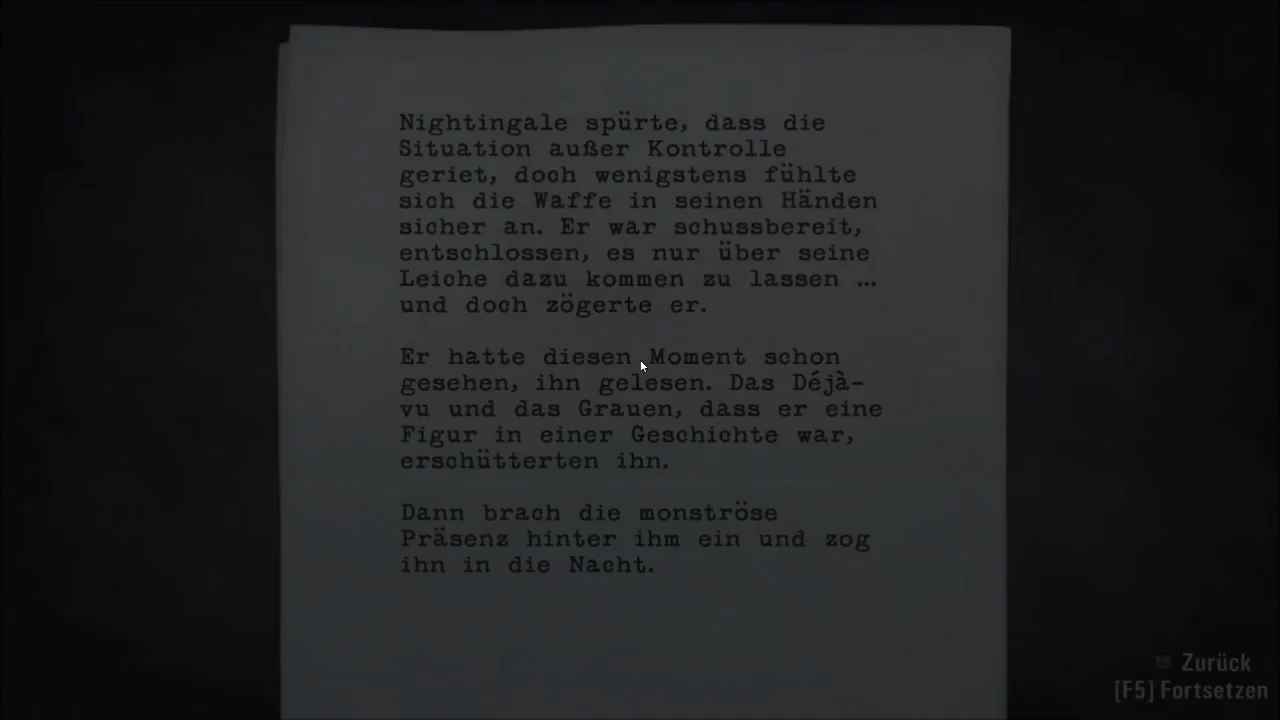 Nightingale spürte, dass die
Situation außer Kontrolle
geriet, doch wenigstens fühlte
sich die Waffe in seinen Händen
sicher an. Er war schussbereit,
entschlossen, es nur über seine
Leiche dazu kommen zu lassen …
und doch zögerte er.
Er hatte diesen Moment schon
gesehen, ihn gelesen. Das Déjà-
vu und das Grauen, dass er eine
Figur in einer Geschichte war,
erschütterten ihn.
Dann brach die monströse
Präsenz hinter ihm ein und zog
ihn in die Nacht.
Zurück
[F5] Fortsetzen